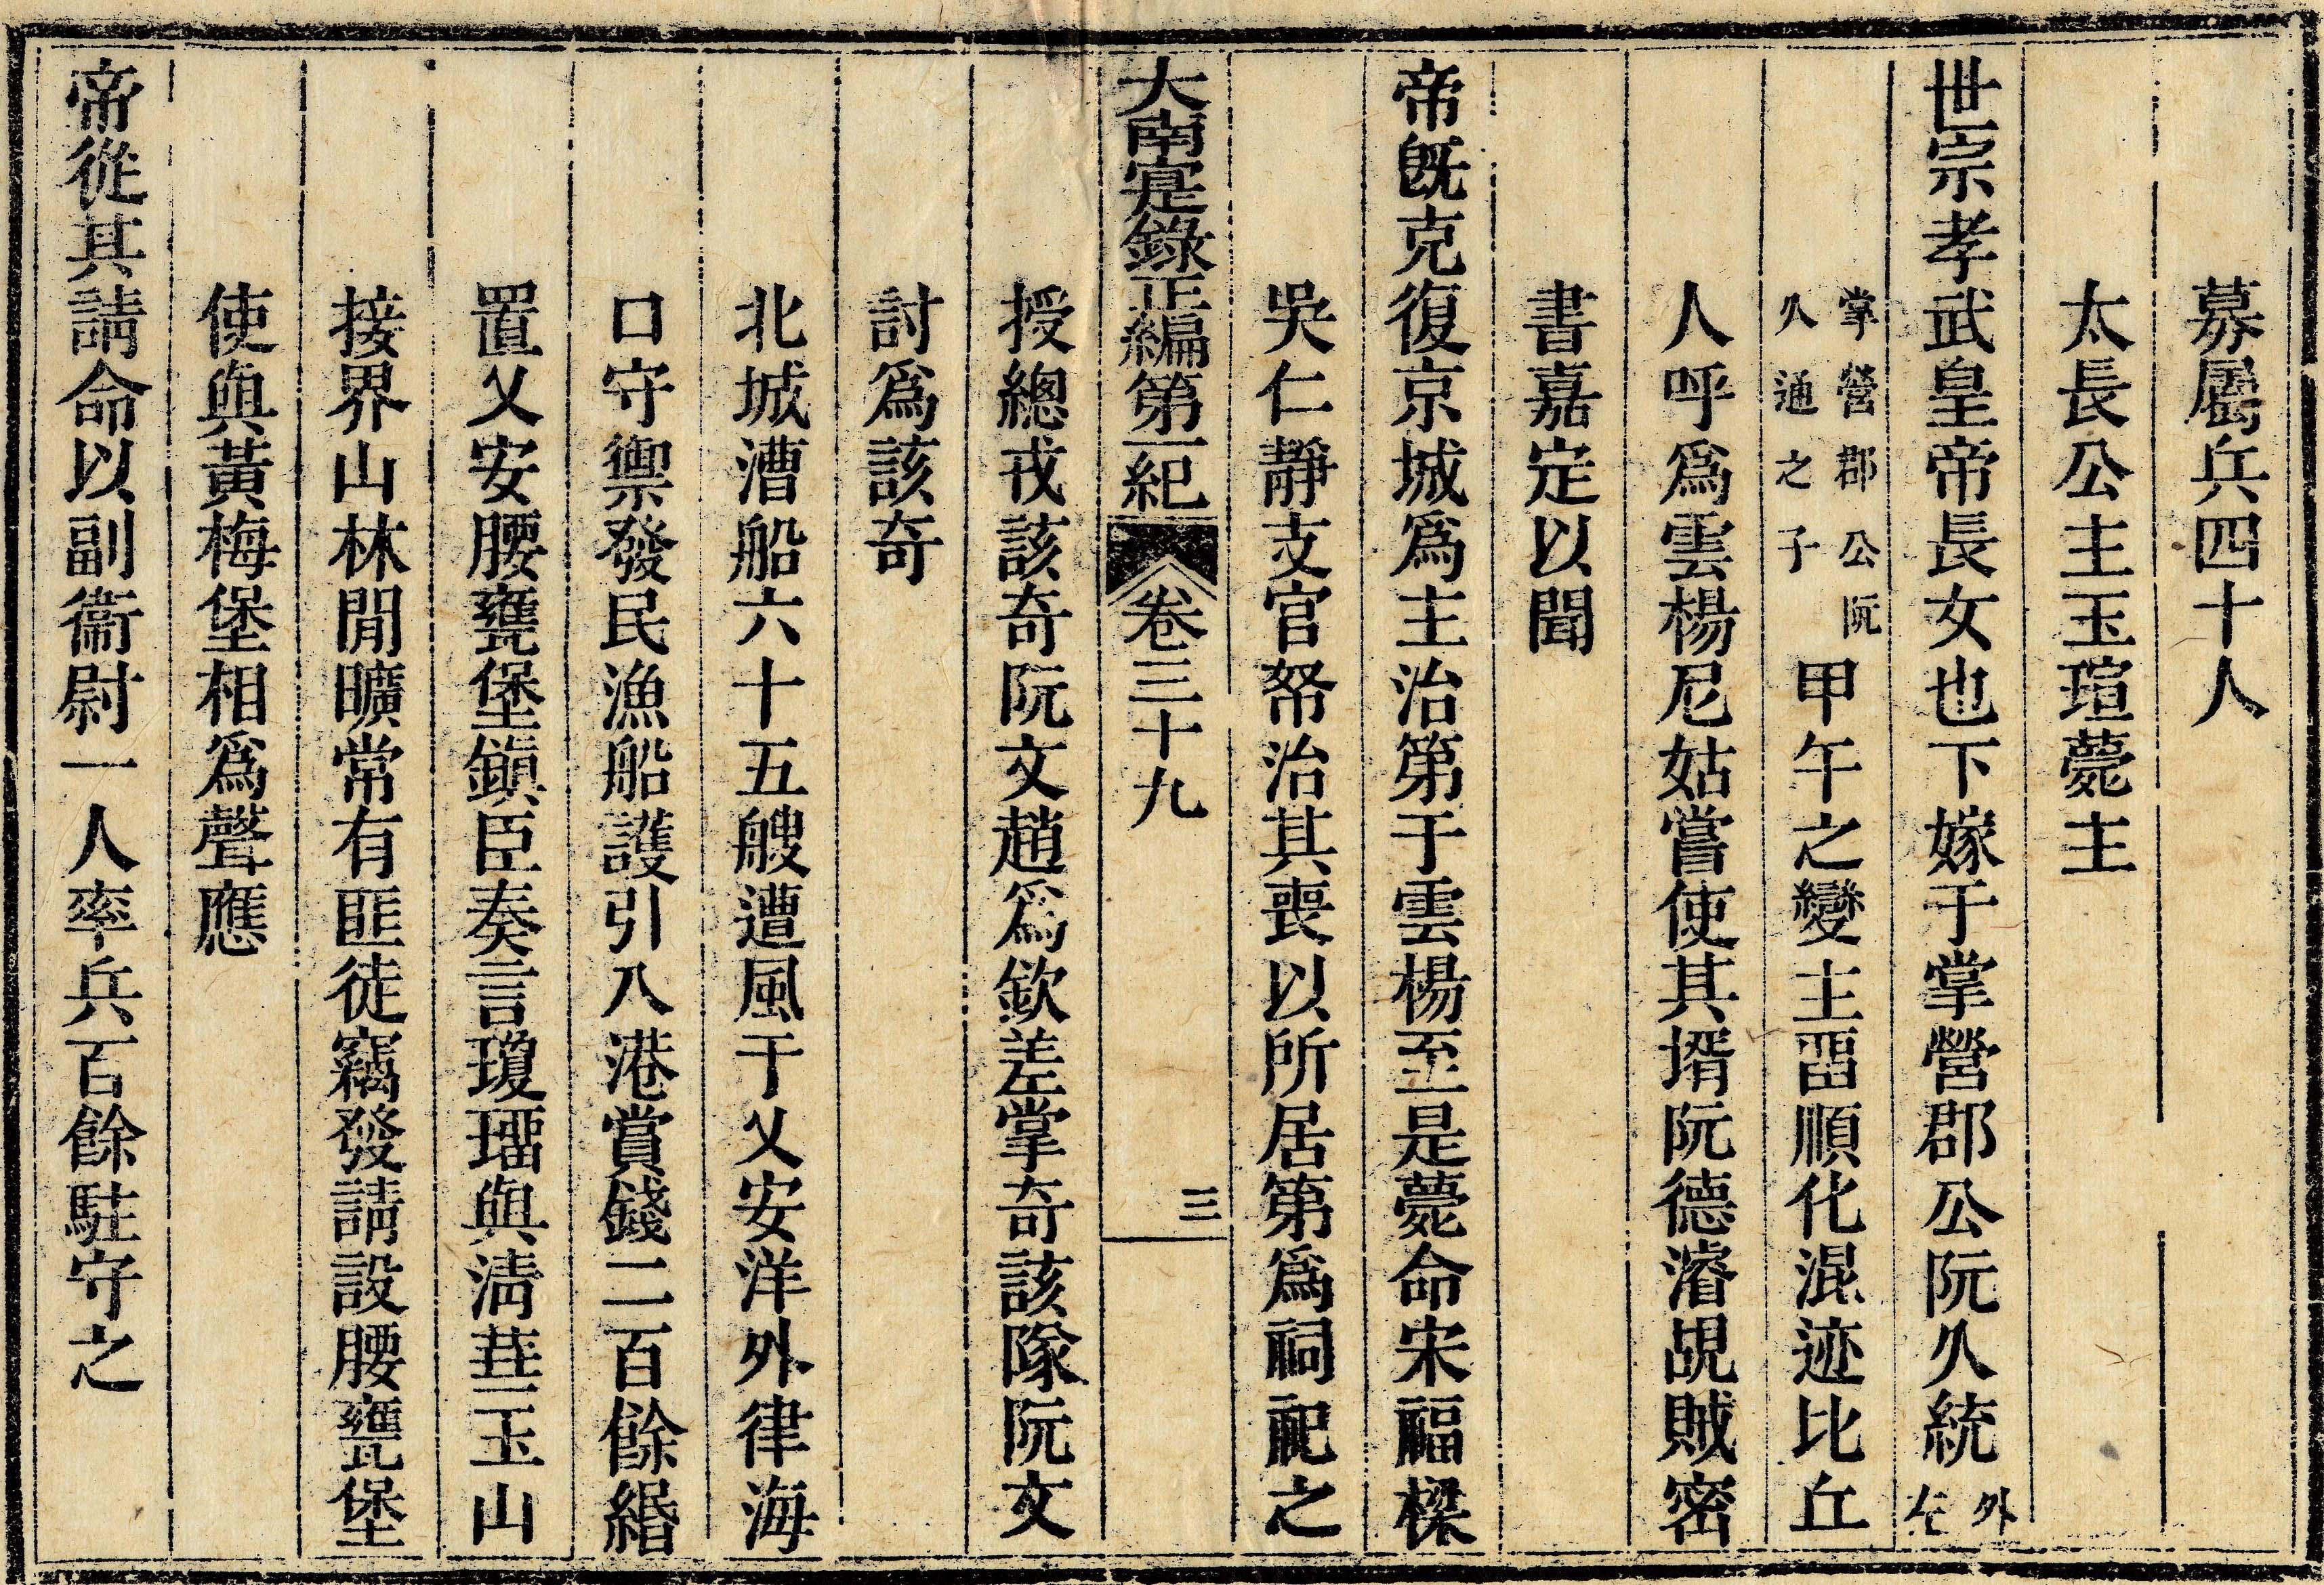 募屬兵四十人
太長公主玉瑄薨主
世宗孝武皇帝長女也下嫁于掌營郡公阮久統外左
掌營郡公阮久通之子甲午之變主畱順化混迹比丘
人呼爲雲楊尼姑嘗使其壻阮德濬覘賊密
書嘉定以聞
帝旣克復京城爲主治第于雲楊至是薨命宋福樑
吳仁靜支官帑治其喪以所居第爲祠祀之
大南寔錄正編第一紀 卷三十九 三
授總戎該奇阮文趙爲欽差掌奇該隊阮文
討爲該奇
北城漕船六十五艘遭風于乂安洋外律海
口守禦發民漁船護引入港賞錢二百餘緡
置乂安腰甕堡鎭臣奏言瓊瑠與淸葩玉山
接界山林閒曠常有匪徒竊發請設腰甕堡
使與黃梅堡相爲聲應
帝從其請命以副衞尉一人率兵百餘駐守之